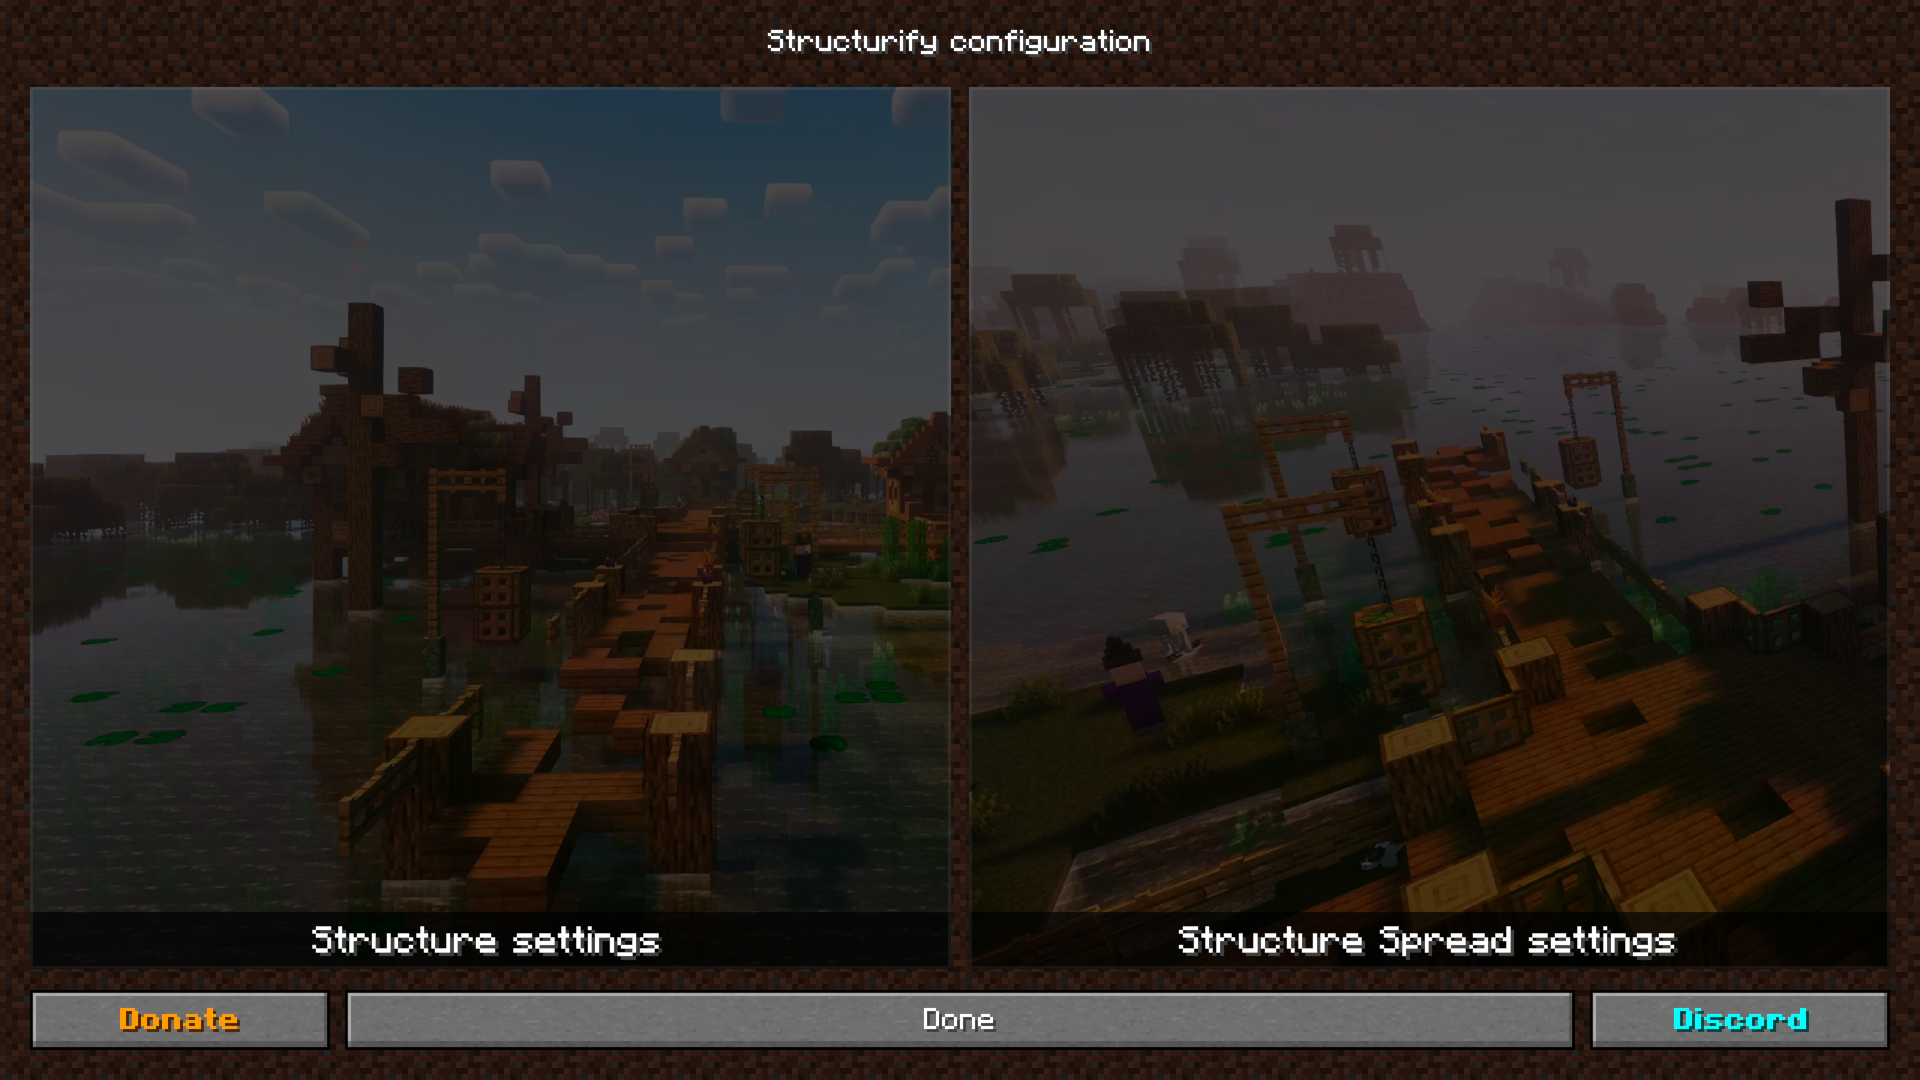 Structurify configuration
Structure settings
Structure Spread settings
Donate
Done
Discord